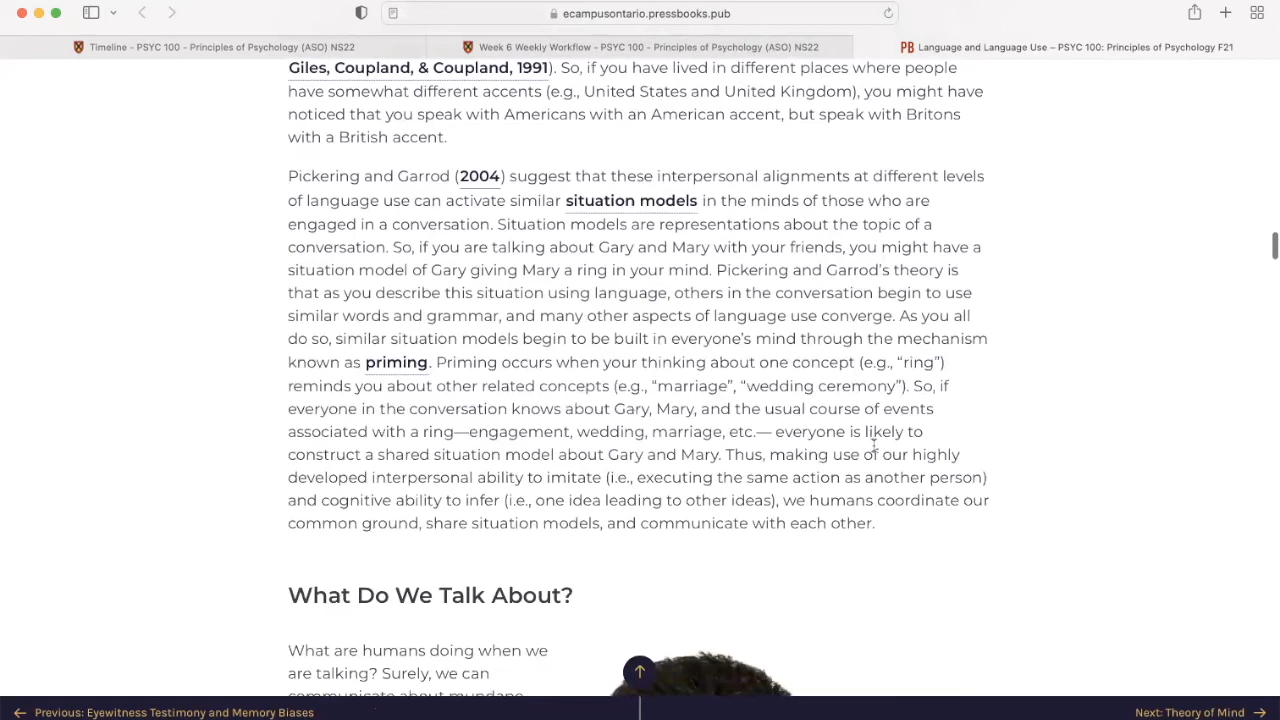 ecampusontario.pressbooks.pub
Timeline - PSYC 100 - Principles of Psychology (ASO) NS22
Week 6 Weekly Workflow - PSYC 100 - Principles of Psychology (ASO) NS22
PB Language and Language Use – PSYC 100: Principles of Psychology F21
Giles, Coupland, & Coupland, 1991). So, if you have lived in different places where people
have somewhat different accents (e.g., United States and United Kingdom), you might have
noticed that you speak with Americans with an American accent, but speak with Britons
with a British accent.
Pickering and Garrod (2004) suggest that these interpersonal alignments at different levels
of language use can activate similar situation models in the minds of those who are
engaged in a conversation. Situation models are representations about the topic of a
conversation. So, if you are talking about Gary and Mary with your friends, you might have a
situation model of Gary giving Mary a ring in your mind. Pickering and Garrod’s theory is
that as you describe this situation using language, others in the conversation begin to use
similar words and grammar, and many other aspects of language use converge. As you all
do so, similar situation models begin to be built in everyone’s mind through the mechanism
known as priming. Priming occurs when your thinking about one concept (e.g., “ring”)
reminds you about other related concepts (e.g., “marriage”, “wedding ceremony”). So, if
everyone in the conversation knows about Gary, Mary, and the usual course of events
associated with a ring—engagement, wedding, marriage, etc.— everyone is likely to
construct a shared situation model about Gary and Mary. Thus, making use of our highly
developed interpersonal ability to imitate (i.e., executing the same action as another person)
and cognitive ability to infer (i.e., one idea leading to other ideas), we humans coordinate our
common ground, share situation models, and communicate with each other.
What Do We Talk About?
What are humans doing when we
are talking? Surely, we can
communicate about mundane
Previous: Eyewitness Testimony and Memory Biases
Next: Theory of Mind